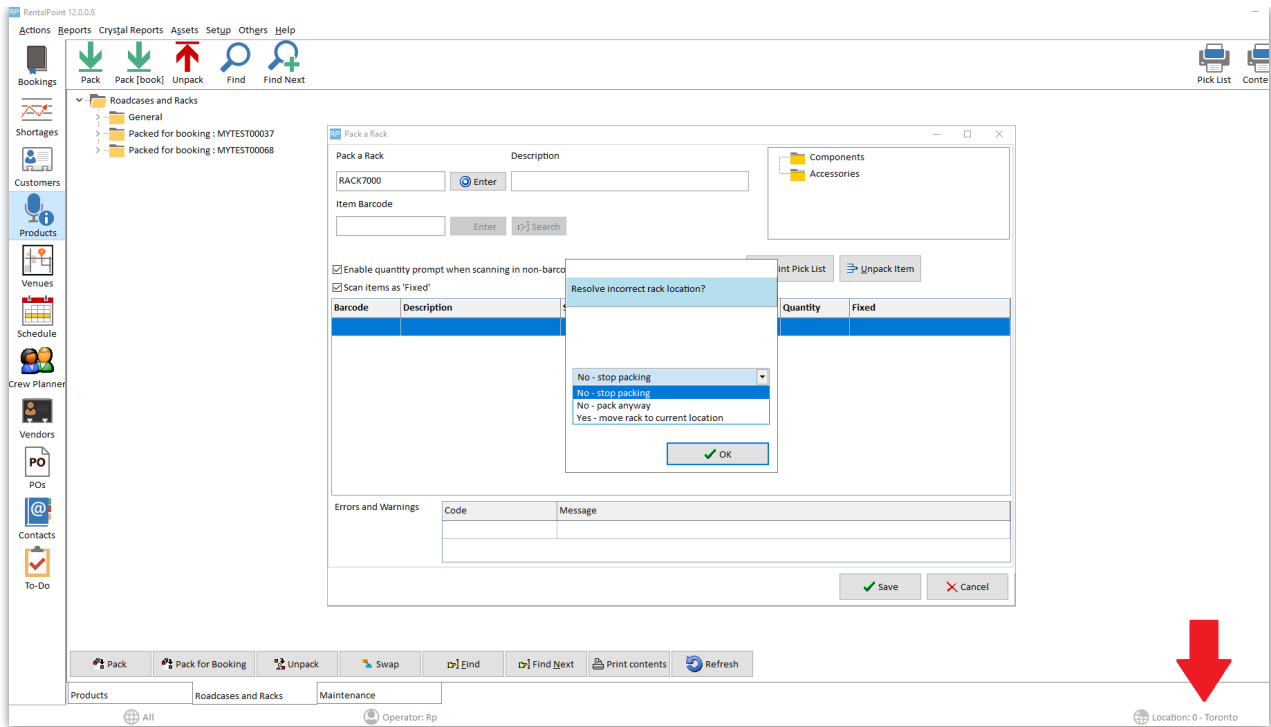 RP RentalPoint 12.0.0.8
Actions Reports Crystal Reports Assets Setup Others Help
Bookings
Shortages
Customers
Products
Venues
Schedule
Crew Planner
Vendors
PO
POs
Contacts
To-Do
Pack Pack [book] Unpack Find Find Next
Pick List Conte
Roadcases and Racks
General
Packed for booking : MYTEST00037
Packed for booking : MYTEST00068
RP Pack a Rack
Pack a Rack Description
RACK7000 Enter
Item Barcode
Enter Search
Components
Accessories
Enable quantity prompt when scanning in non-barco
int Pick List Unpack Item
Scan items as 'Fixed'
Barcode Description S Quantity Fixed
Resolve incorrect rack location?
No - stop packing
No - stop packing
No - pack anyway
Yes - move rack to current location
OK
Errors and Warnings Code Message
Save Cancel
Pack Pack for Booking Unpack Swap Find Find Next Print contents Refresh
Products Roadcases and Racks Maintenance
All Operator: Rp Location: 0 - Toronto